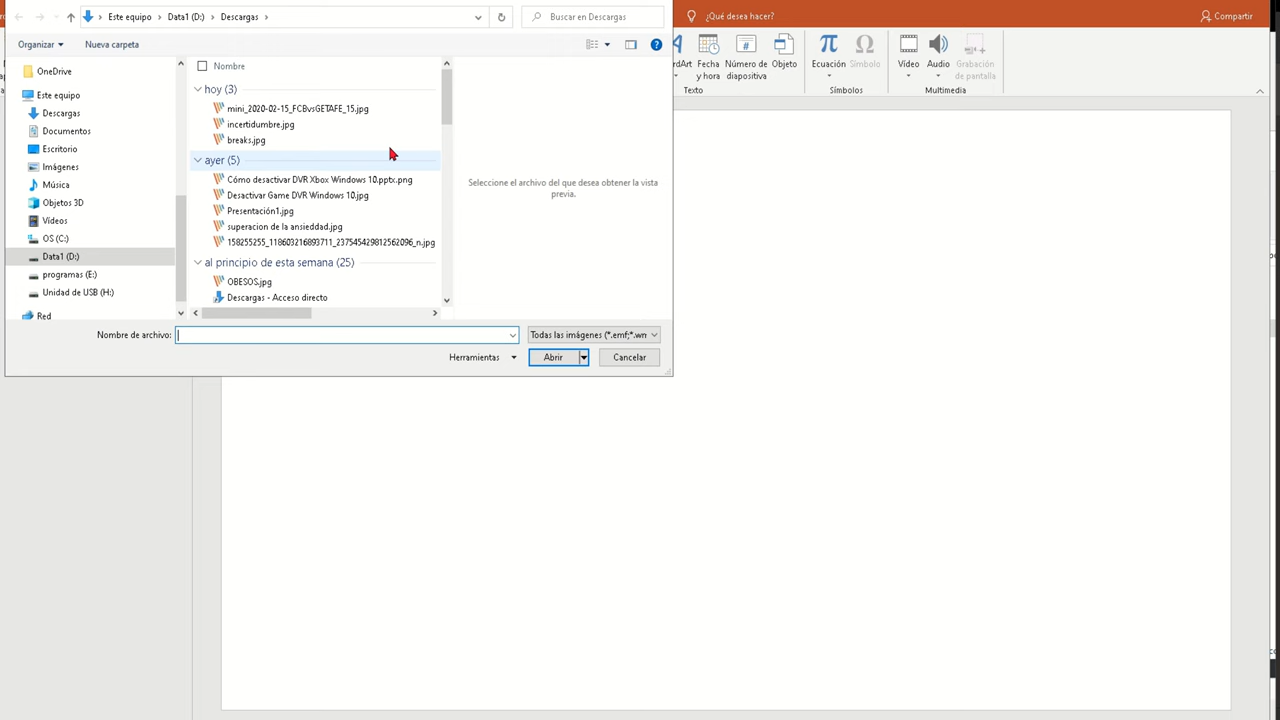 Este equipo › Data1 (D:) › Descargas ›
Buscar en Descargas
¿Qué desea hacer?
Compartir
Organizar
Nueva carpeta
Fecha y hora
Número de diapositiva
Objeto
Ecuación
Símbolo
Vídeo
Audio
Grabación de pantalla
Texto
Símbolos
Multimedia
OneDrive
Este equipo
Descargas
Documentos
Escritorio
Imágenes
Música
Objetos 3D
Vídeos
OS (C:)
Data1 (D:)
programas (E:)
Unidad de USB (H:)
Red
Nombre
hoy (3)
mini_2020-02-15_FCBvsGETAFE_15.jpg
incertidumbre.jpg
breaks.jpg
ayer (5)
Cómo desactivar DVR Xbox Windows 10.pptx.png
Desactivar Game DVR Windows 10.jpg
Presentación1.jpg
superacion de la ansieddad.jpg
158255255_118603216893711_237545429812562096_n.jpg
al principio de esta semana (25)
OBESOS.jpg
Descargas - Acceso directo
Seleccione el archivo del que desea obtener la vista
previa.
Nombre de archivo:
Todas las imágenes (*.emf;*.wm
Herramientas
Abrir
Cancelar